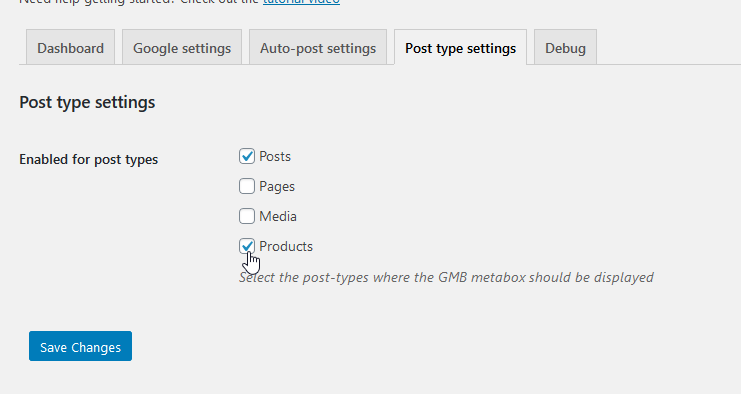 Need help getting started? Check out the tutorial video
Dashboard
Google settings
Auto-post settings
Post type settings
Debug
Post type settings
Enabled for post types
Posts
Pages
Media
Products
Select the post-types where the GMB metabox should be displayed
Save Changes